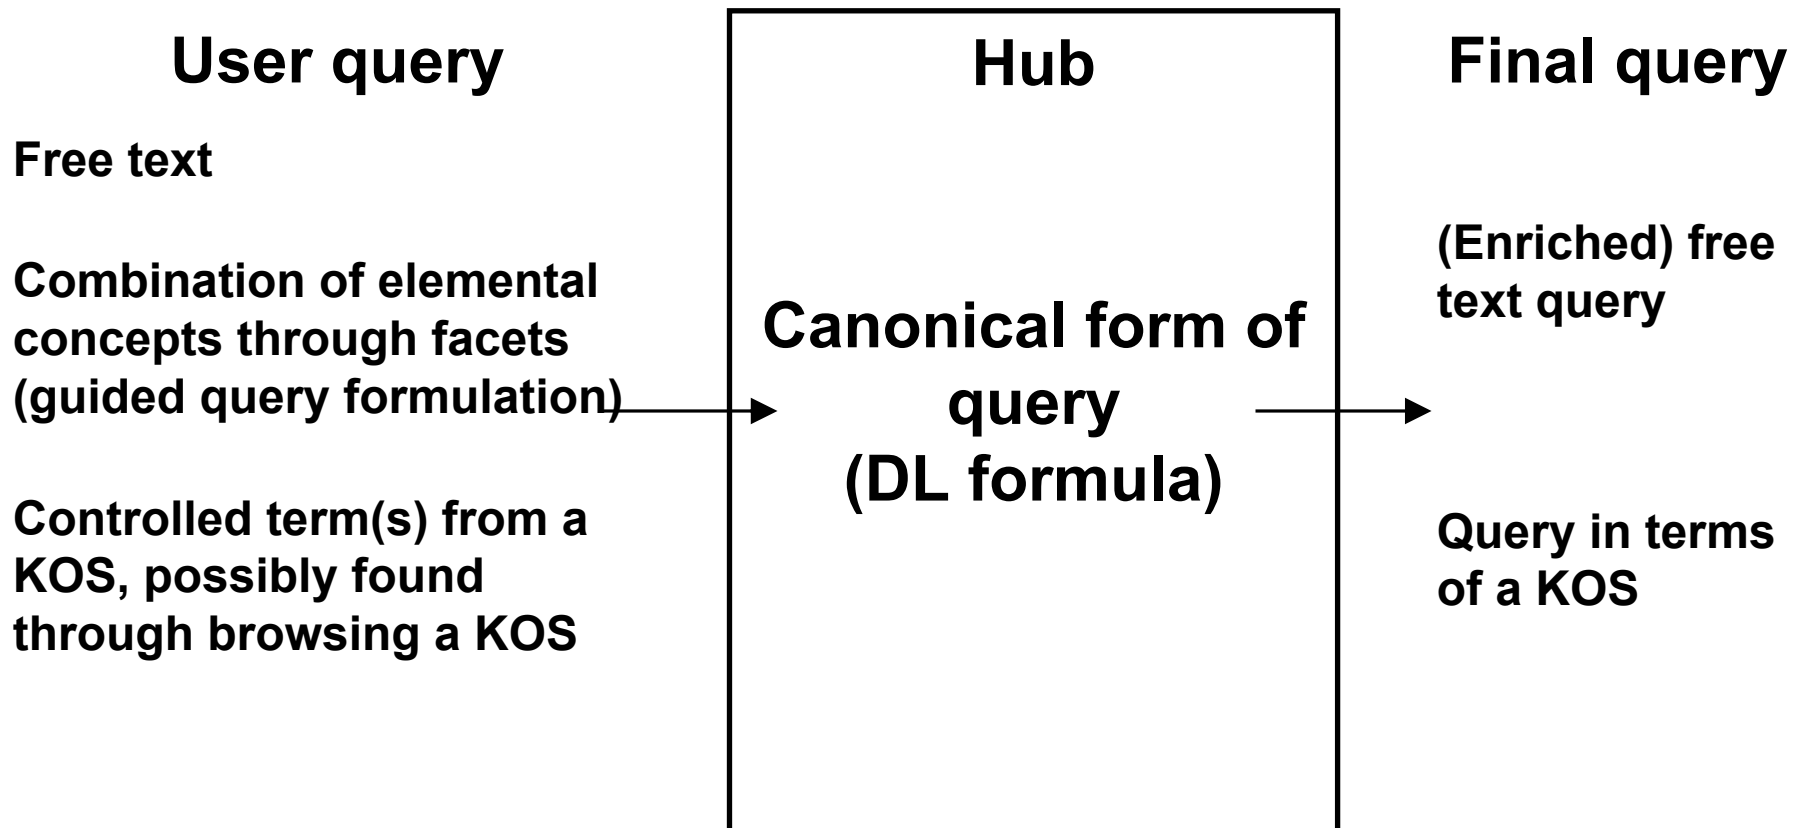 User query
Free text
Combination of elemental
concepts through facets
(guided query formulation)
Controlled term(s) from a
KOS, possibly found
through browsing a KOS
Hub
Canonical form of
query
(DL formula)
Final query
(Enriched) free
text query
Query in terms
of a KOS